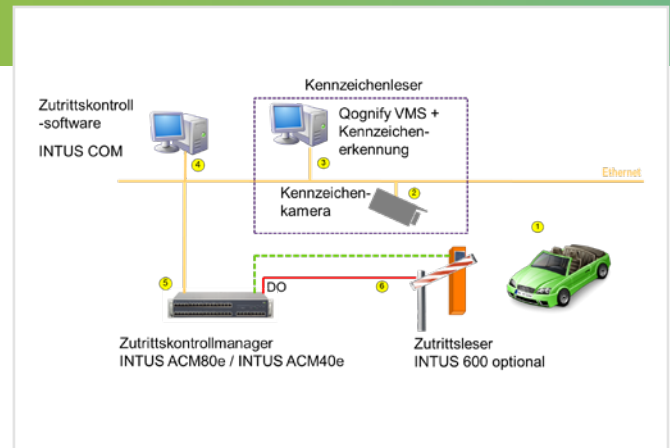 Kennzeichenleser
Zutrittskontroll
-software
INTUS COM
Qognify VMS +
Kennzeichen-
erkennung
4
3
Ethernet
Kennzeichen-
kamera
2
1
5
DO
6
Zutrittskontrollmanager
INTUS ACM80e / INTUS ACM40e
Zutrittsleser
INTUS 600 optional